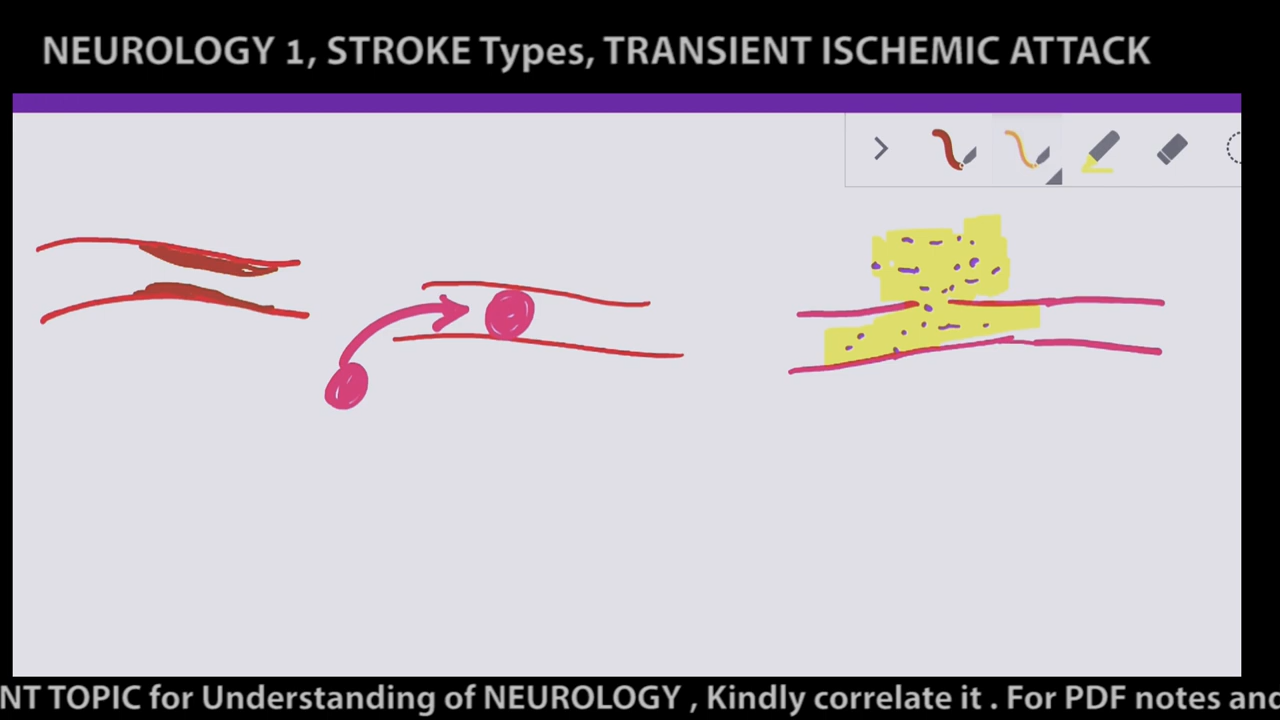 NEUROLOGY 1, STROKE Types, TRANSIENT ISCHEMIC ATTACK
NT TOPIC for Understanding of NEUROLOGY , Kindly correlate it . For PDF notes and